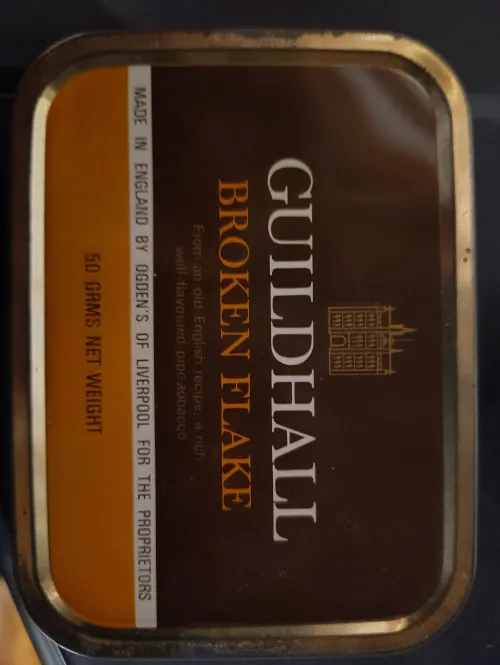 GUILDHALL
BROKEN FLAKE
From an old English recipe, a rich
well-flavoured pipe tobacco
MADE IN ENGLAND BY OGDEN'S OF LIVERPOOL FOR THE PROPRIETORS
50 GRMS NET WEIGHT